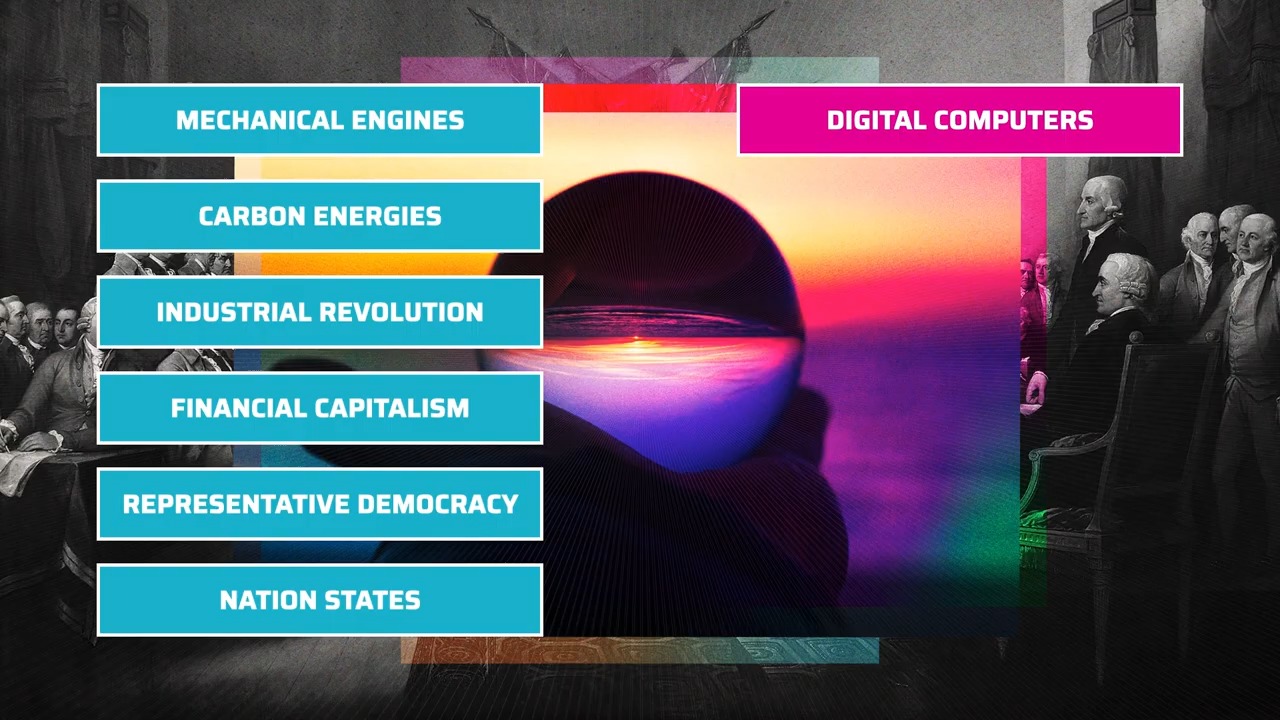 MECHANICAL ENGINES
DIGITAL COMPUTERS
CARBON ENERGIES
INDUSTRIAL REVOLUTION
FINANCIAL CAPITALISM
REPRESENTATIVE DEMOCRACY
NATION STATES